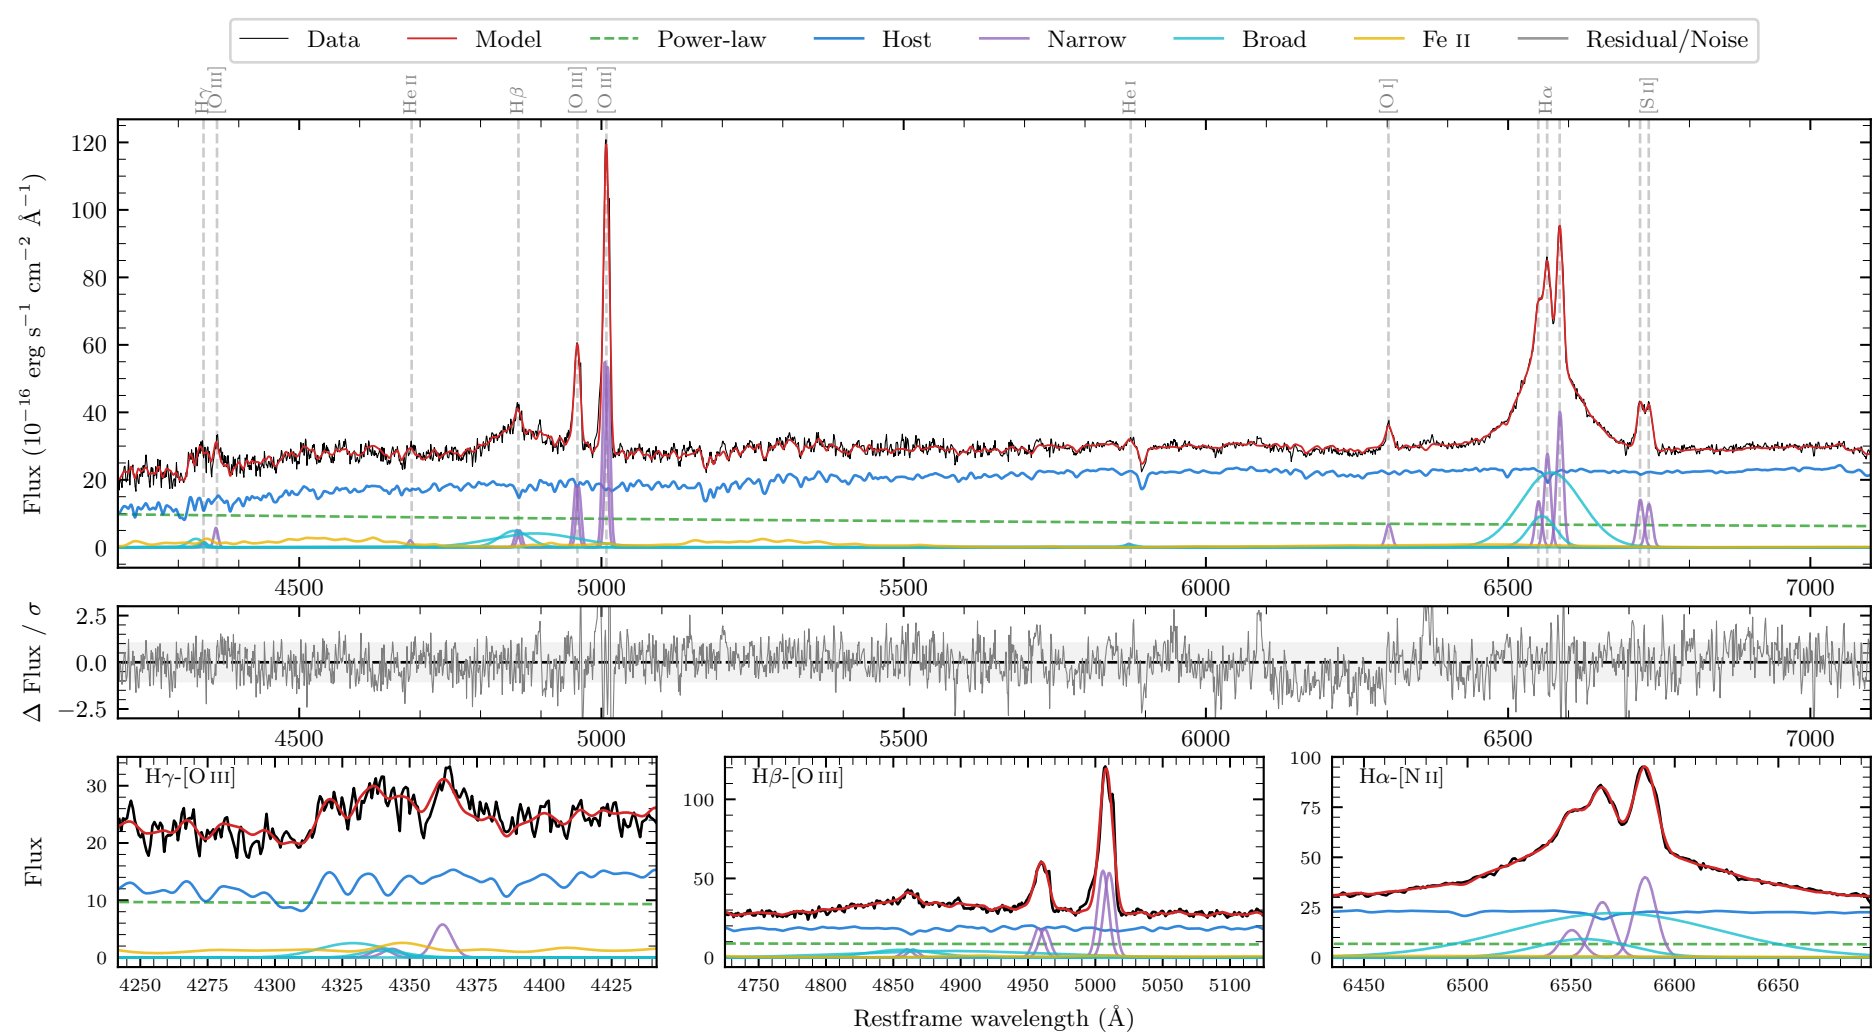 Data Model Power-law Host Narrow Broad Fe II Residual/Noise
Hγ [O III] He II Hβ [O III] [O III] He I [O I] Hα [S II]
Flux (10⁻¹⁶ erg s⁻¹ cm⁻² Å⁻¹)
120
100
80
60
40
20
0
4500 5000 5500 6000 6500 7000
Δ Flux / σ
2.5
0.0
−2.5
4500 5000 5500 6000 6500 7000
Flux
Hγ-[O III]
30
20
10
0
4250 4275 4300 4325 4350 4375 4400 4425
Hβ-[O III]
100
50
0
4750 4800 4850 4900 4950 5000 5050 5100
Hα-[N II]
100
75
50
25
0
6450 6500 6550 6600 6650
Restframe wavelength (Å)